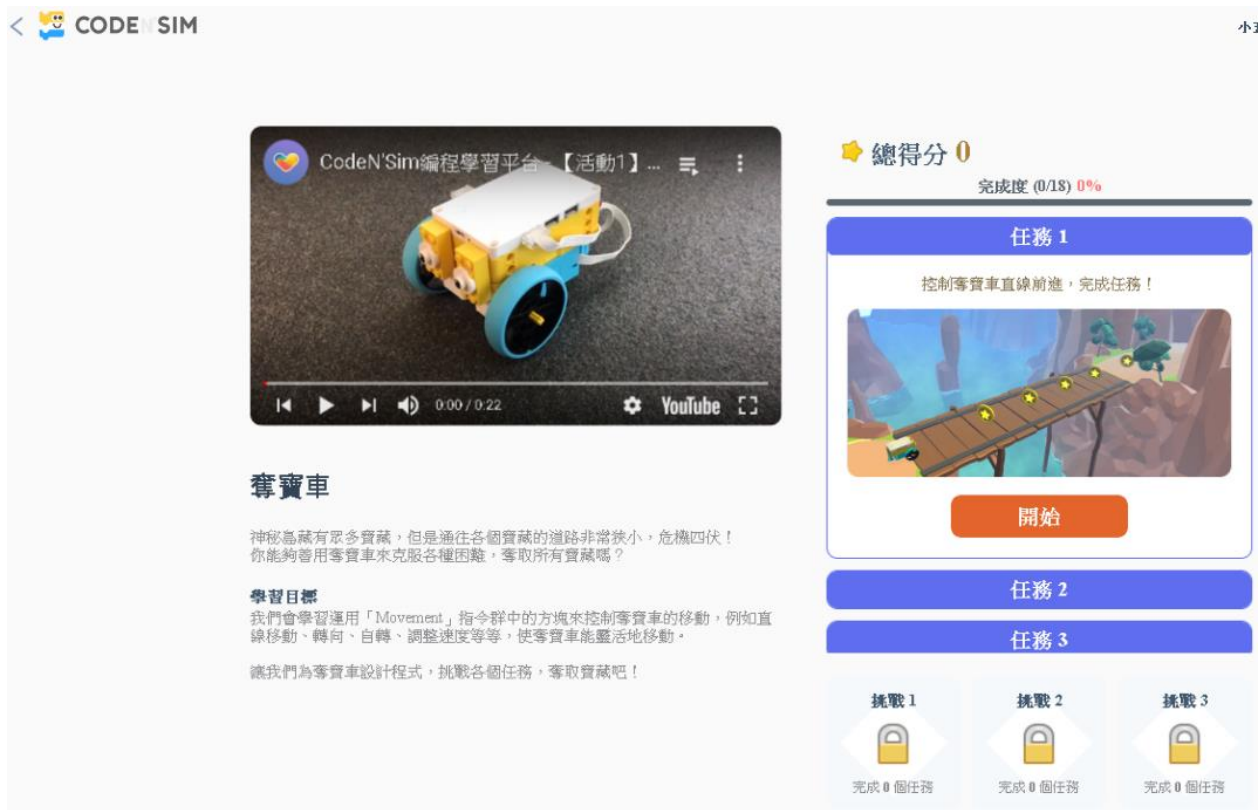 CODE N SIM
CodeN'Sim編程學習平台 - 【活動1】 ...
0:00 / 0:22
YouTube
奪寶車
神秘島藏有眾多寶藏，但是通往各個寶藏的道路非常狹小，危機四伏！
你能夠善用奪寶車來克服各種困難，奪取所有寶藏嗎？
學習目標
我們會學習運用「Movement」指令群中的方塊來控制奪寶車的移動，例如直
線移動、轉向、自轉、調整速度等等，使奪寶車能靈活地移動。
讓我們為奪寶車設計程式，挑戰各個任務，奪取寶藏吧！
總得分 0
完成度 (0/18) 0%
任務 1
控制奪寶車直線前進，完成任務！
開始
任務 2
任務 3
挑戰 1
挑戰 2
挑戰 3
完成 0 個任務
完成 0 個任務
完成 0 個任務